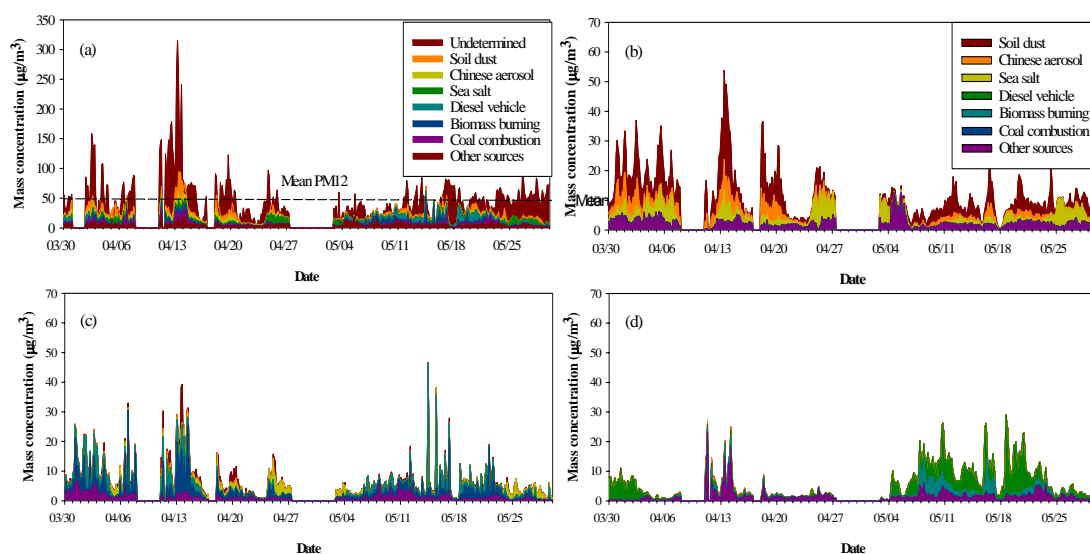 (a)
Mass concentration (µg/m³)
350
300
250
200
150
100
50
0
Mean PM12
Undetermined
Soil dust
Chinese aerosol
Sea salt
Diesel vehicle
Biomass burning
Coal combustion
Other sources
03/30 04/06 04/13 04/20 04/27 05/04 05/11 05/18 05/25
Date
(b)
Mass concentration (µg/m³)
70
60
50
40
30
20
10
0
Mean
Soil dust
Chinese aerosol
Sea salt
Diesel vehicle
Biomass burning
Coal combustion
Other sources
03/30 04/06 04/13 04/20 04/27 05/04 05/11 05/18 05/25
Date
(c)
Mass concentration (µg/m³)
70
60
50
40
30
20
10
0
03/30 04/06 04/13 04/20 04/27 05/04 05/11 05/18 05/25
Date
(d)
Mass concentration (µg/m³)
70
60
50
40
30
20
10
0
03/30 04/06 04/13 04/20 04/27 05/04 05/11 05/18 05/25
Date